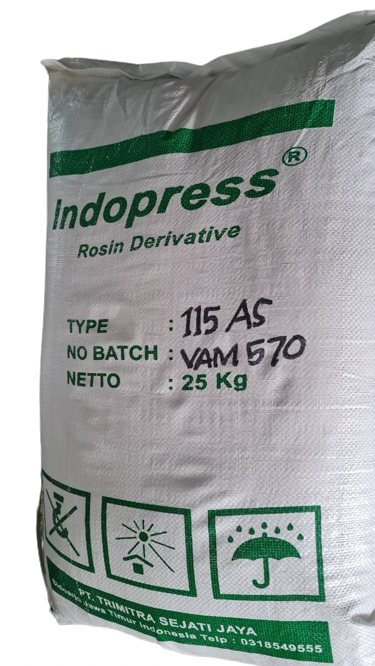 Indopress®
Rosin Derivative
TYPE : 115 AS
NO BATCH : VAM 570
NETTO : 25 Kg
PT. TRIMITRA SEJATI JAYA
Sidoarjo Jawa Timur Indonesia Telp : 0318549555